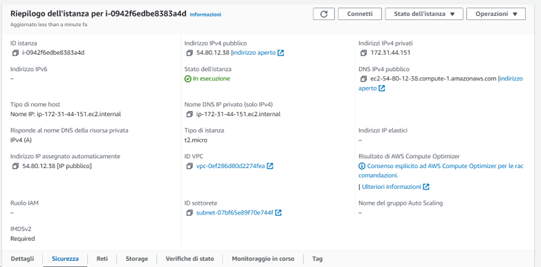 Riepilogo dell'istanza per i-0942f6edbe8383a4d Informazioni
Aggiornato less than a minute fa
Connetti
Stato dell'istanza
Operazioni
ID istanza
i-0942f6edbe8383a4d
Indirizzo IPv4 pubblico
54.80.12.38 |indirizzo aperto
Indirizzi IPv4 privati
172.31.44.151
Indirizzo IPv6
–
Stato dell'istanza
In esecuzione
DNS IPv4 pubblico
ec2-54-80-12-38.compute-1.amazonaws.com |indirizzo
aperto
Tipo di nome host
Nome IP: ip-172-31-44-151.ec2.internal
Nome DNS IP privato (solo IPv4)
ip-172-31-44-151.ec2.internal
Risponde al nome DNS della risorsa privata
IPv4 (A)
Tipo di istanza
t2.micro
Indirizzi IP elastici
–
Indirizzo IP assegnato automaticamente
54.80.12.38 [IP pubblico]
ID VPC
vpc-0ef286d80d2274fea
Risultato di AWS Compute Optimizer
Consenso esplicito ad AWS Compute Optimizer per le rac
comandazioni.
| Ulteriori informazioni
Ruolo IAM
–
ID sottorete
subnet-07bf65e89f70e744f
Nome del gruppo Auto Scaling
–
IMDSv2
Required
Dettagli
Sicurezza
Reti
Storage
Verifiche di stato
Monitoraggio in corso
Tag